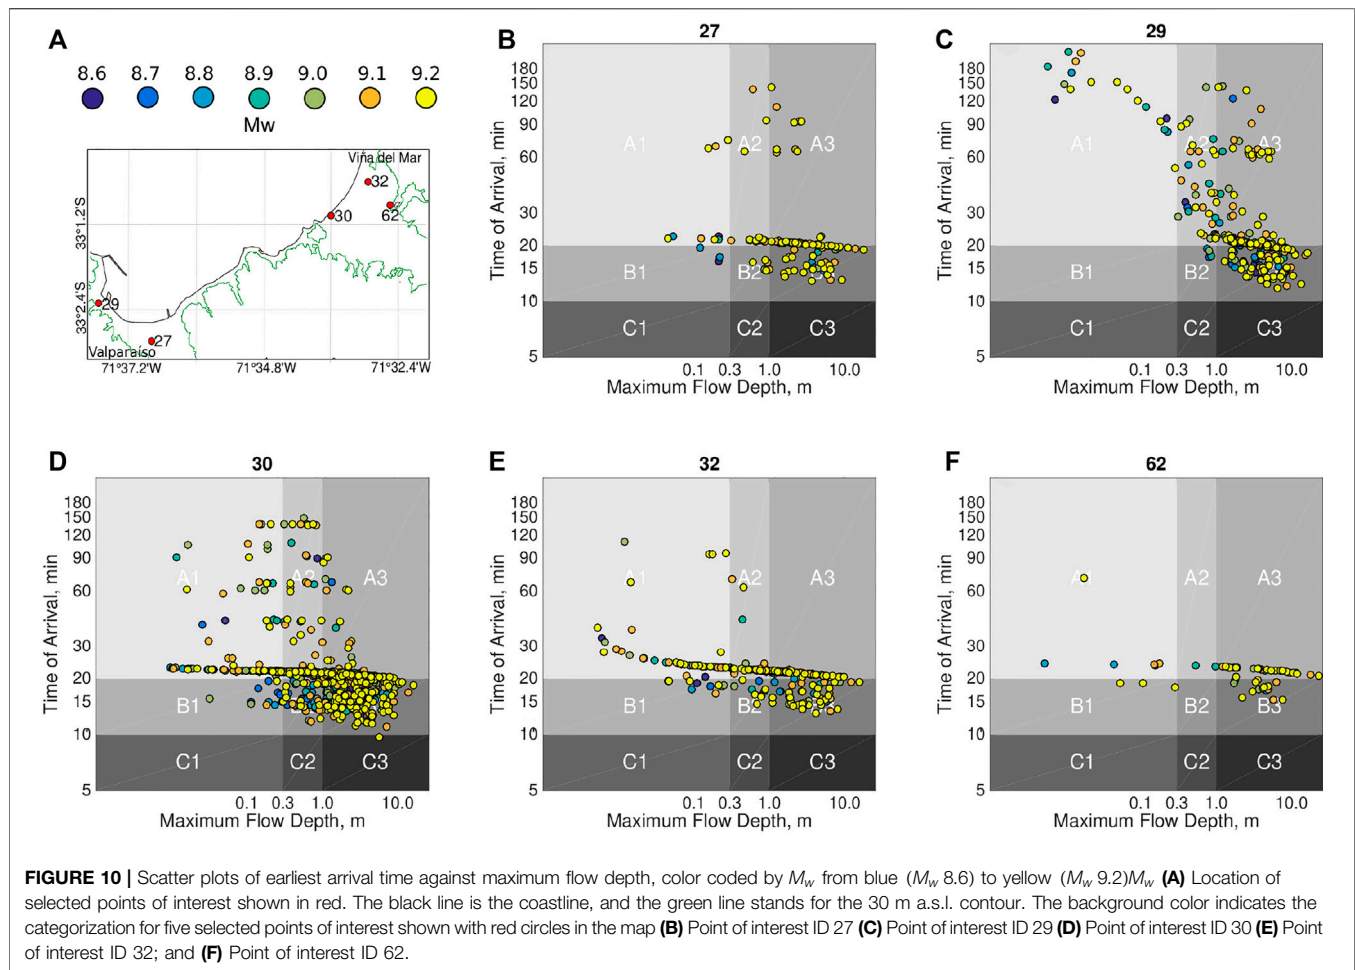 A
8.6 8.7 8.8 8.9 9.0 9.1 9.2
Mw
Viña del Mar
32
62
30
29
27
Valparaíso
33°1.2'S
33°2.4'S
71°37.2'W 71°34.8'W 71°32.4'W
B
27
Time of Arrival, min
180
150
120
90
60
30
20
15
10
5
A1 A2 A3
B1 B2
C1 C2 C3
0.1 0.3 1.0 10.0
Maximum Flow Depth, m
C
29
Time of Arrival, min
180
150
120
90
60
30
20
15
10
5
A1 A2 A3
B1 B2
C1 C2 C3
0.1 0.3 1.0 10.0
Maximum Flow Depth, m
D
30
Time of Arrival, min
180
150
120
90
60
30
20
15
10
5
A1 A2 A3
B1
C1 C2 C3
0.1 0.3 1.0 10.0
Maximum Flow Depth, m
E
32
Time of Arrival, min
180
150
120
90
60
30
20
15
10
5
A1 A2 A3
B1 B2 B3
C1 C2 C3
0.1 0.3 1.0 10.0
Maximum Flow Depth, m
F
62
Time of Arrival, min
180
150
120
90
60
30
20
15
10
5
A1 A2 A3
B1 B2 B3
C1 C2 C3
0.1 0.3 1.0 10.0
Maximum Flow Depth, m
FIGURE 10 | Scatter plots of earliest arrival time against maximum flow depth, color coded by Mw from blue (Mw 8.6) to yellow (Mw 9.2)Mw (A) Location of
selected points of interest shown in red. The black line is the coastline, and the green line stands for the 30 m a.s.l. contour. The background color indicates the
categorization for five selected points of interest shown with red circles in the map (B) Point of interest ID 27 (C) Point of interest ID 29 (D) Point of interest ID 30 (E) Point
of interest ID 32; and (F) Point of interest ID 62.